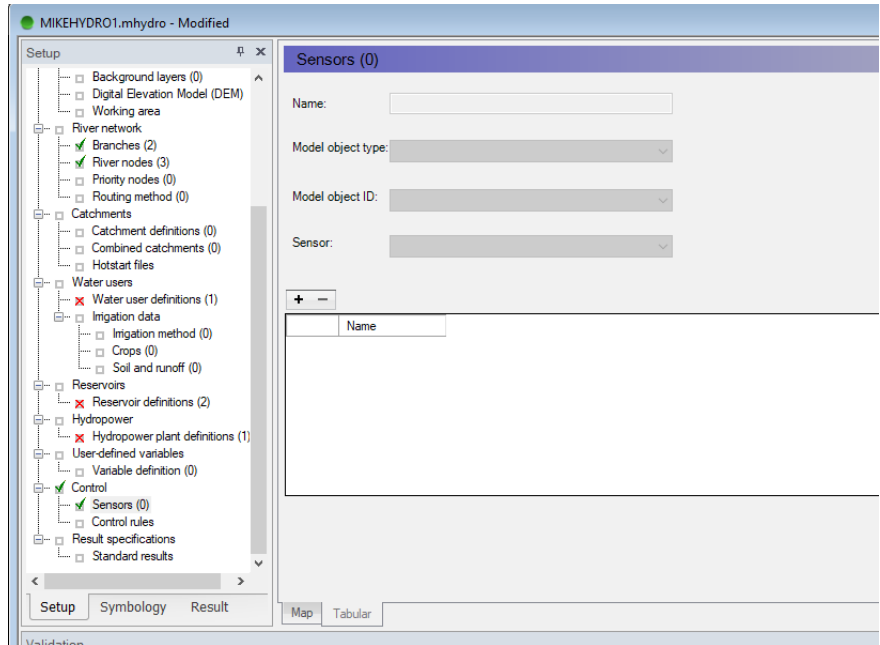 MIKEHYDRO1.mhydro - Modified
Setup
Background layers (0)
Digital Elevation Model (DEM)
Working area
River network
Branches (2)
River nodes (3)
Priority nodes (0)
Routing method (0)
Catchments
Catchment definitions (0)
Combined catchments (0)
Hotstart files
Water users
Water user definitions (1)
Irrigation data
Irrigation method (0)
Crops (0)
Soil and runoff (0)
Reservoirs
Reservoir definitions (2)
Hydropower
Hydropower plant definitions (1)
User-defined variables
Variable definition (0)
Control
Sensors (0)
Control rules
Result specifications
Standard results
Setup Symbology Result
Sensors (0)
Name:
Model object type:
Model object ID:
Sensor:
+ −
Name
Map Tabular
Validation